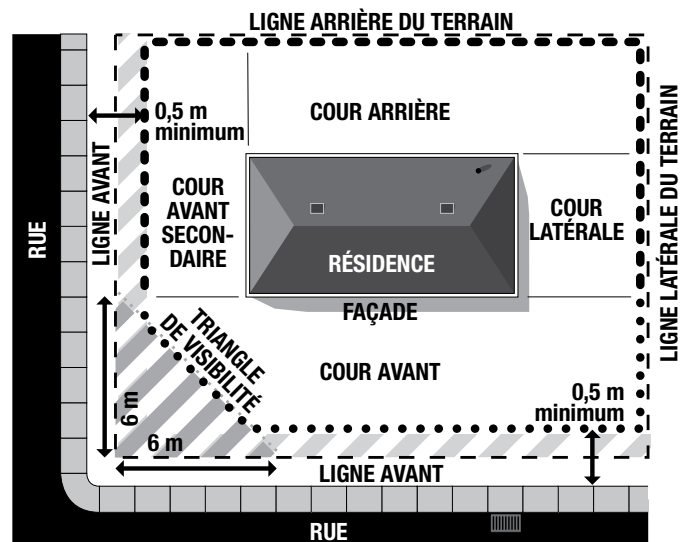 LIGNE ARRIÈRE DU TERRAIN
0,5 m
minimum
COUR ARRIÈRE
LIGNE AVANT
RUE
COUR
AVANT
SECON-
DAIRE
COUR
LATÉRALE
LIGNE LATÉRALE DU TERRAIN
RÉSIDENCE
FAÇADE
TRIANGLE
DE VISIBILITÉ
COUR AVANT
0,5 m
minimum
6 m
6 m
LIGNE AVANT
RUE